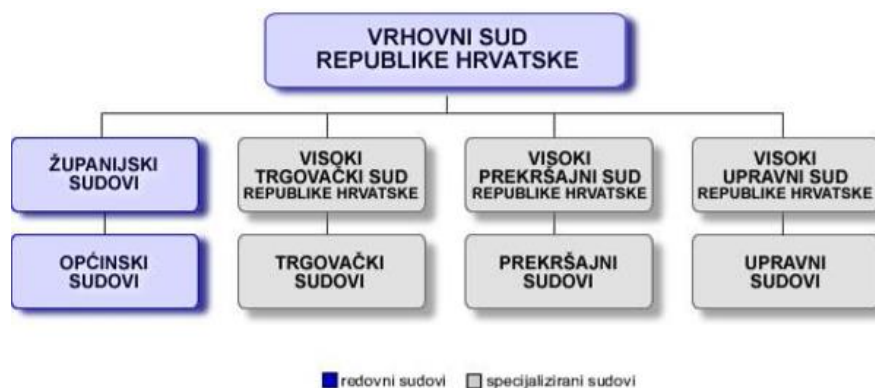 VRHOVNI SUD
REPUBLIKE HRVATSKE
ŽUPANIJSKI
SUDOVI
VISOKI
TRGOVAČKI SUD
REPUBLIKE HRVATSKE
VISOKI
PREKRŠAJNI SUD
REPUBLIKE HRVATSKE
VISOKI
UPRAVNI SUD
REPUBLIKE HRVATSKE
OPĆINSKI
SUDOVI
TRGOVAČKI
SUDOVI
PREKRŠAJNI
SUDOVI
UPRAVNI
SUDOVI
redovni sudovi
specijalizirani sudovi